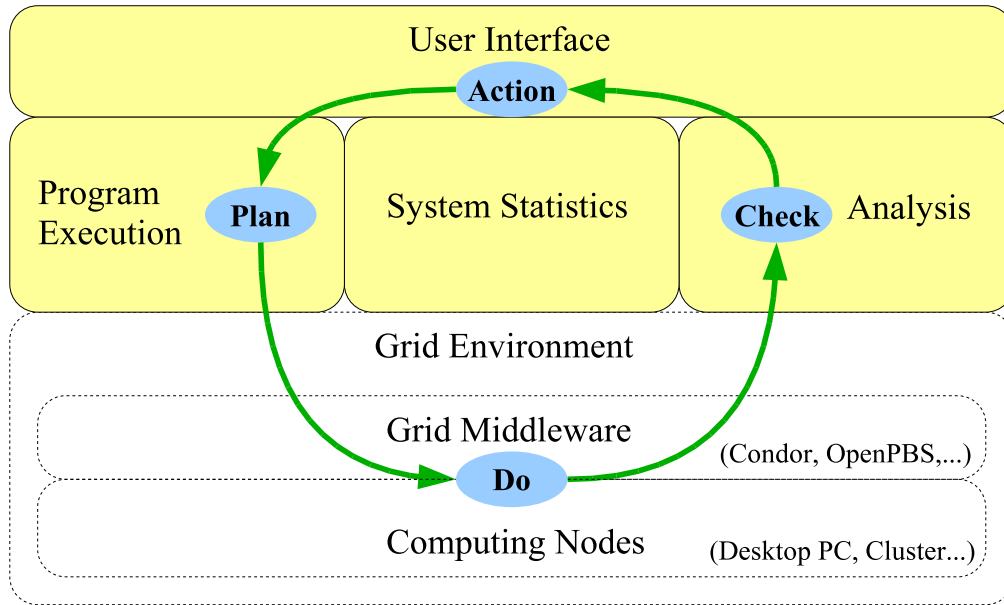 User Interface
Action
Program
Execution
Plan
System Statistics
Check
Analysis
Grid Environment
Grid Middleware
(Condor, OpenPBS,...)
Do
Computing Nodes
(Desktop PC, Cluster...)